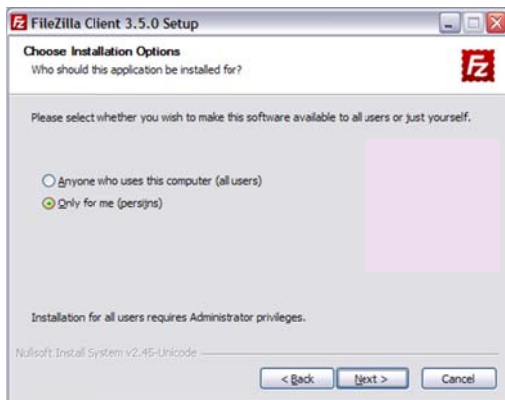 FileZilla Client 3.5.0 Setup
Choose Installation Options
Who should this application be installed for?
Fz
Please select whether you wish to make this software available to all users or just yourself.
Anyone who uses this computer (all users)
Only for me (persijns)
Installation for all users requires Administrator privileges.
Nullsoft Install System v2.45-Unicode
< Back
Next >
Cancel